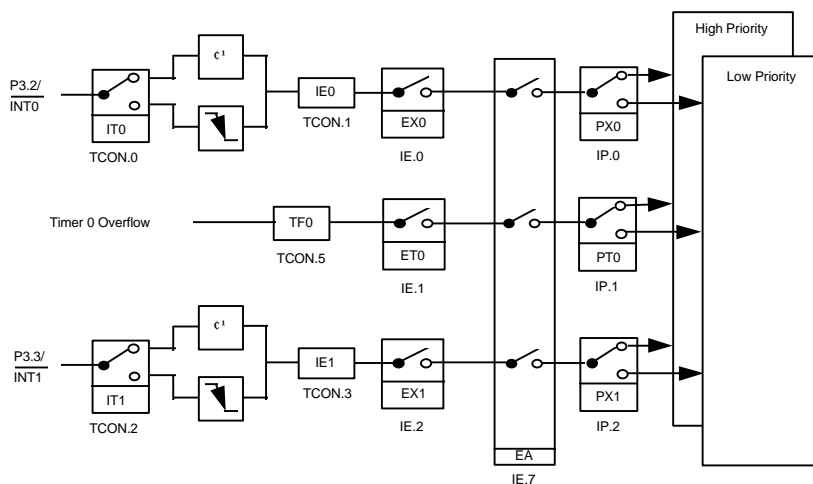 High Priority
Low Priority
¢¹
P3.2/
INT0
IT0
TCON.0
IE0
TCON.1
EX0
IE.0
PX0
IP.0
Timer 0 Overflow
TF0
TCON.5
ET0
IE.1
PT0
IP.1
¢¹
P3.3/
INT1
IT1
TCON.2
IE1
TCON.3
EX1
IE.2
PX1
IP.2
EA
IE.7